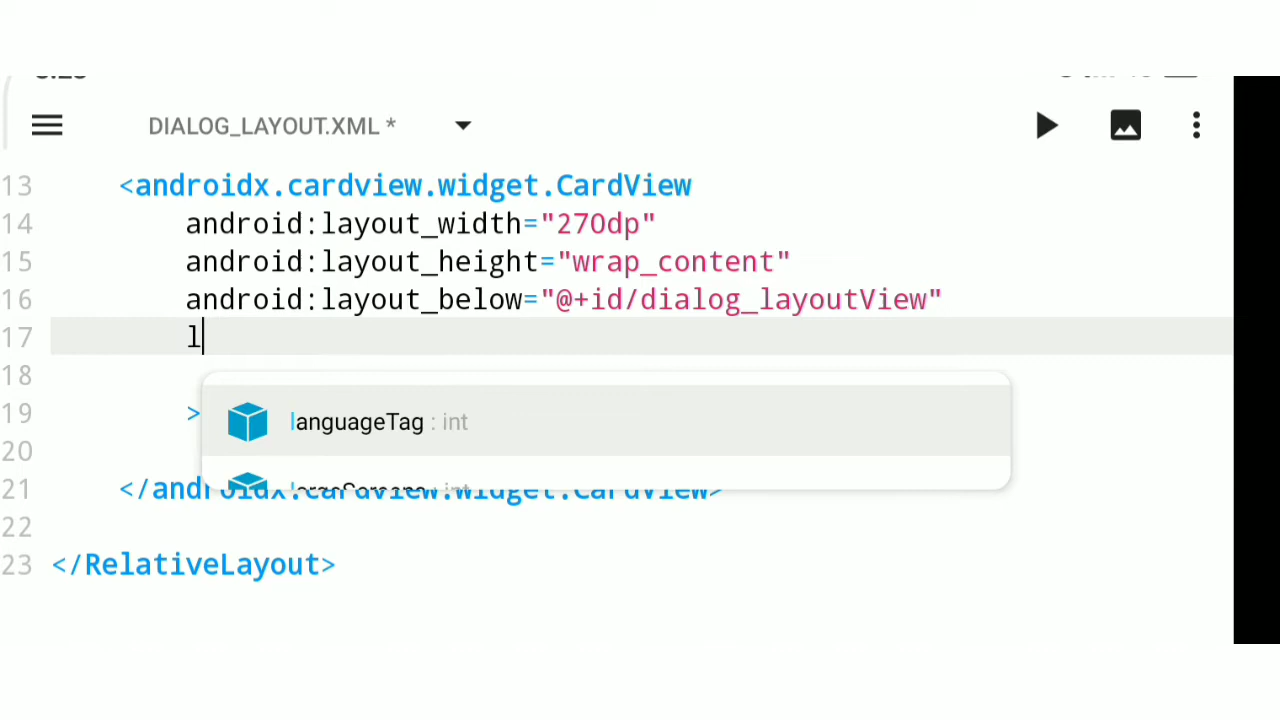 DIALOG_LAYOUT.XML *
13 <androidx.cardview.widget.CardView
14 android:layout_width="270dp"
15 android:layout_height="wrap_content"
16 android:layout_below="@+id/dialog_layoutView"
17 l
18
languageTag : int
19 >
20
21 </androidx.cardview.widget.CardView>
22
23 </RelativeLayout>